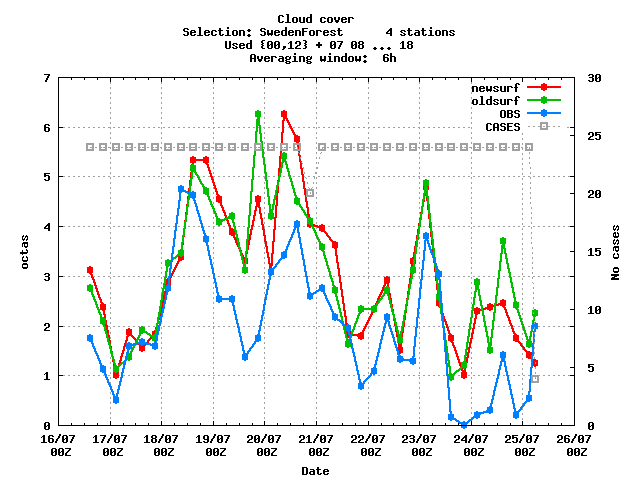 Cloud cover
Selection: SwedenForest 4 stations
Used {00,12} + 07 08 ... 18
Averaging window: 6h
newsurf
oldsurf
OBS
CASES
7
6
5
4
3
2
1
0
octas
30
25
20
15
10
5
0
No cases
16/07 17/07 18/07 19/07 20/07 21/07 22/07 23/07 24/07 25/07 26/07
00Z 00Z 00Z 00Z 00Z 00Z 00Z 00Z 00Z 00Z 00Z
Date